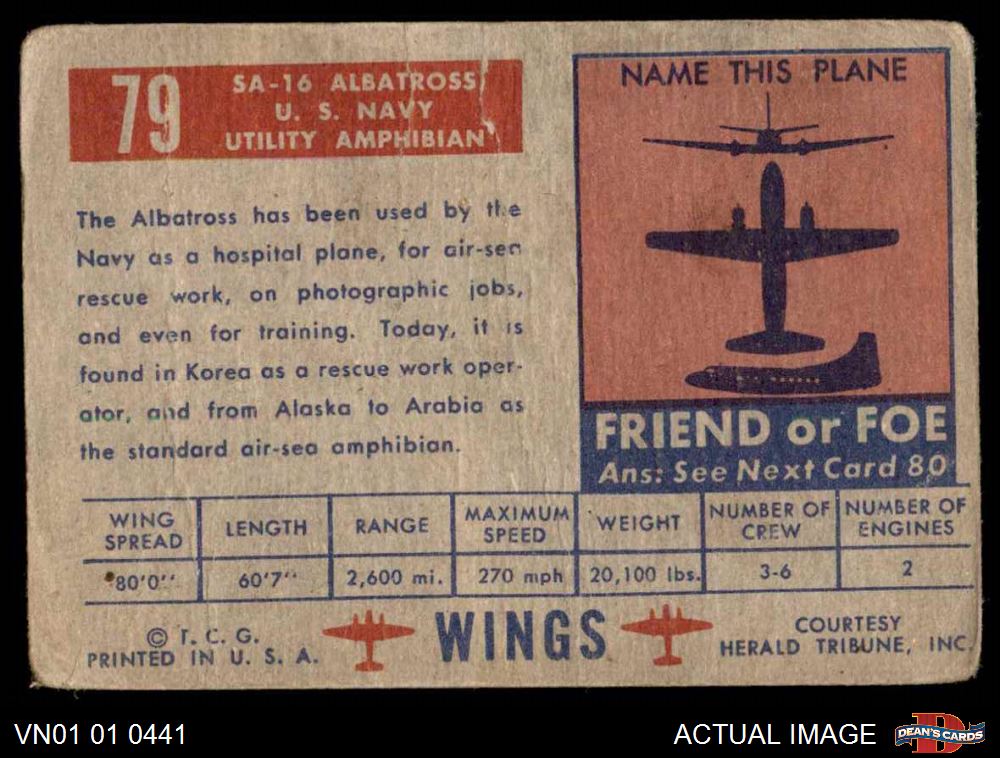 79
SA-16 ALBATROSS
U. S. NAVY
UTILITY AMPHIBIAN
The Albatross has been used by the
Navy as a hospital plane, for air-sea
rescue work, on photographic jobs,
and even for training. Today, it is
found in Korea as a rescue work oper-
ator, and from Alaska to Arabia as
the standard air-sea amphibian.
NAME THIS PLANE
FRIEND or FOE
Ans: See Next Card 80
WING SPREAD LENGTH RANGE MAXIMUM SPEED WEIGHT NUMBER OF CREW NUMBER OF ENGINES
80'0'' 60'7'' 2,600 mi. 270 mph 20,100 lbs. 3-6 2
© T. C. G.
PRINTED IN U. S. A.
WINGS
COURTESY
HERALD TRIBUNE, INC.
VN01 01 0441
ACTUAL IMAGE
D
DEAN'S CARDS